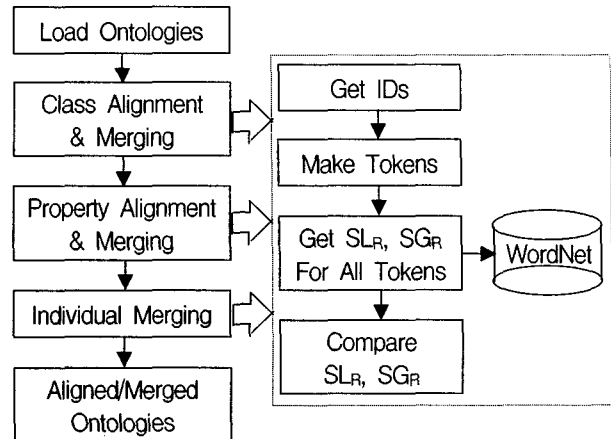 Load Ontologies
Class Alignment
& Merging
Property Alignment
& Merging
Individual Merging
Aligned/Merged
Ontologies
Get IDs
Make Tokens
Get SLR, SGR
For All Tokens
Compare
SLR, SGR
WordNet